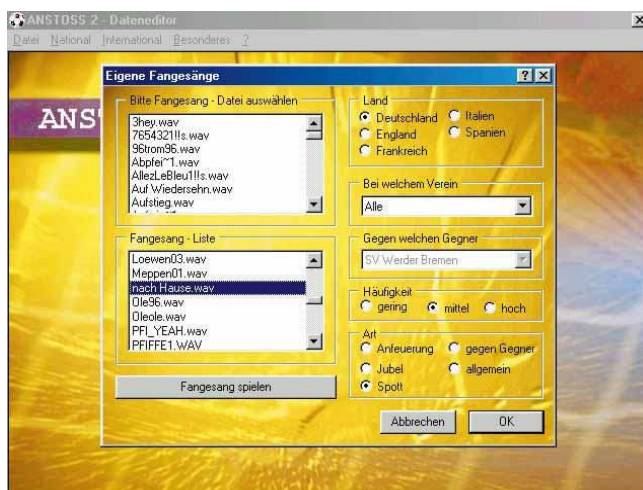 ANSTOSS 2 - Dateneditor
Datei National International Besonderes ?
ANS
Eigene Fangesänge
Bitte Fangesang - Datei auswählen
3hey.wav
7654321!!s.wav
96trom96.wav
Abpfei~1.wav
AllezLeBleu1!!s.wav
Auf Wiedersehn.wav
Aufstieg.wav
Fangesang - Liste
Loewen03.wav
Meppen01.wav
nach Hause.wav
Ole96.wav
Oleole.wav
PFI_YEAH.wav
PFIFFE1.WAV
Fangesang spielen
Land
Deutschland Italien
England Spanien
Frankreich
Bei welchem Verein
Alle
Gegen welchen Gegner
SV Werder Bremen
Häufigkeit
gering mittel hoch
Art
Anfeuerung gegen Gegner
Jubel allgemein
Spott
Abbrechen OK